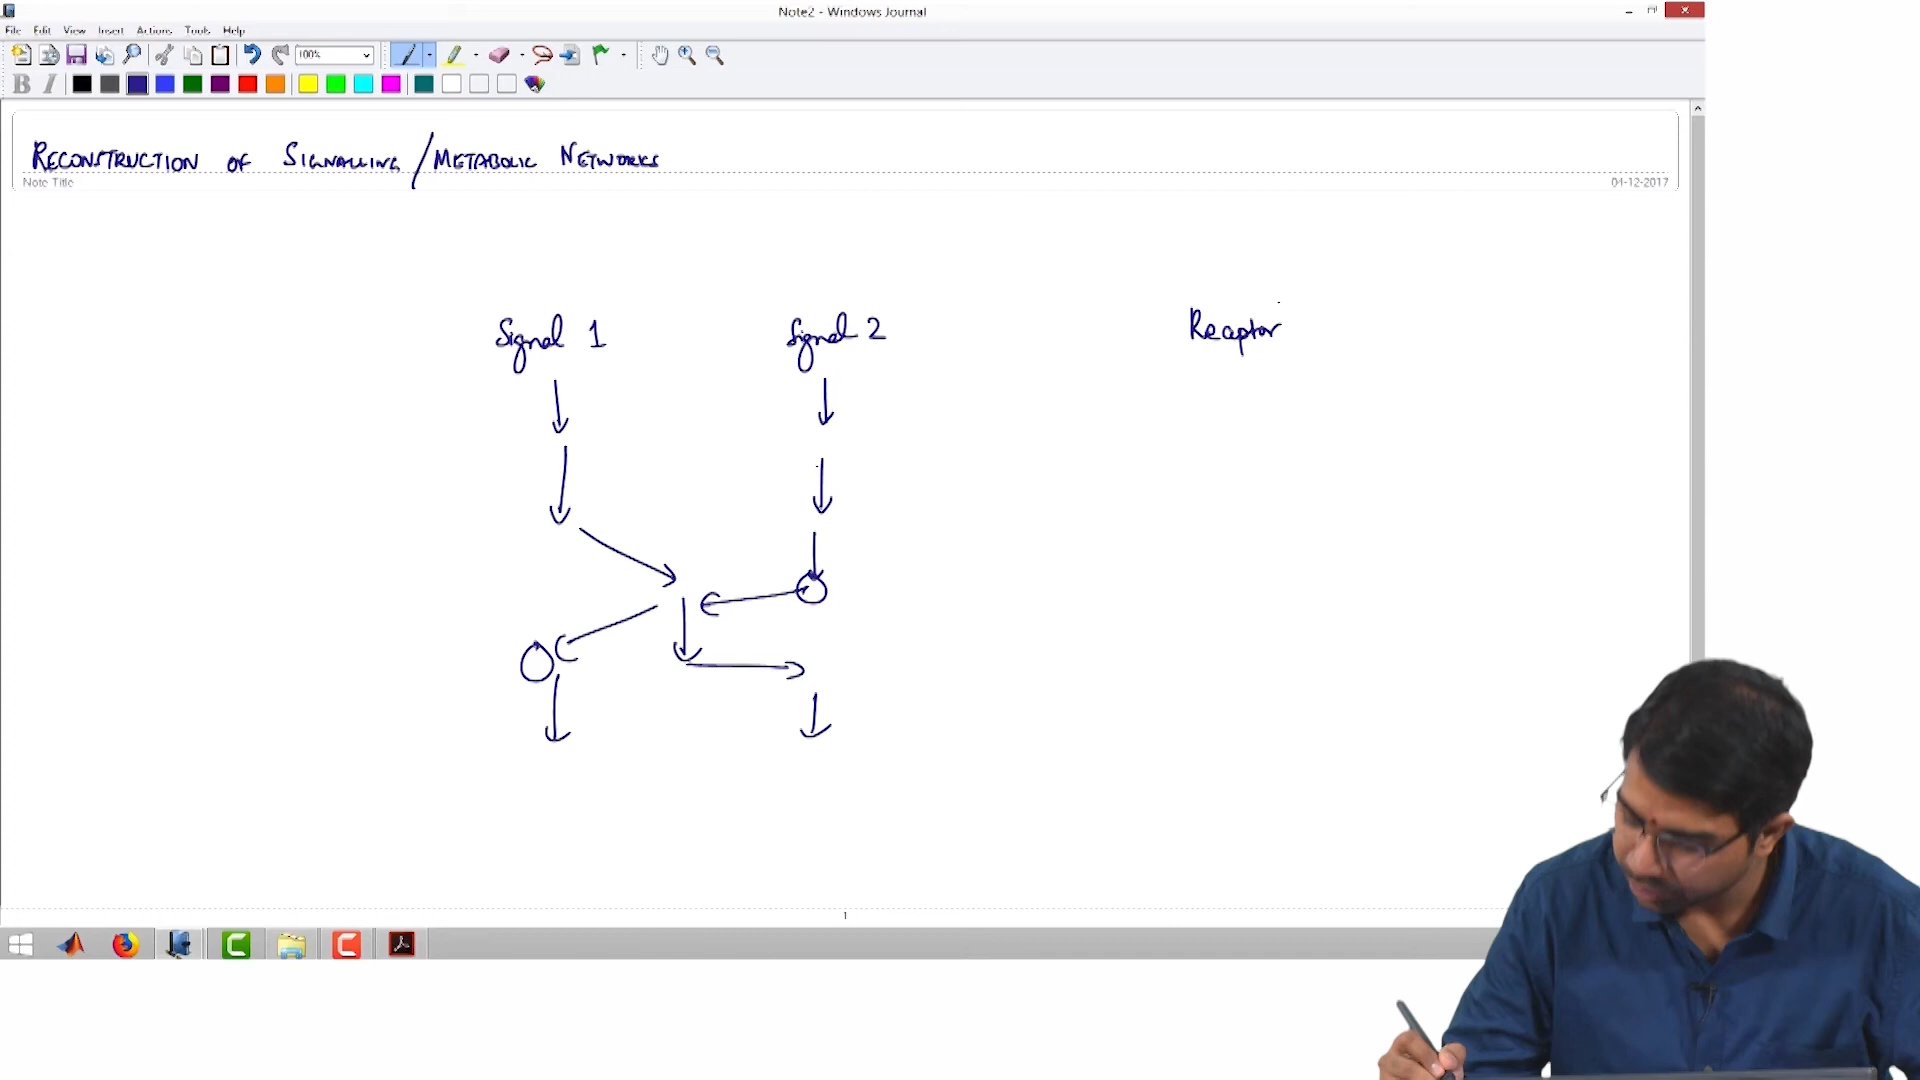 Note2 - Windows Journal
File Edit View Insert Actions Tools Help
100%
B I
RECONSTRUCTION OF SIGNALLING/METABOLIC NETWORKS
Note Title
04-12-2017
Signal 1 Signal 2 Receptor
1